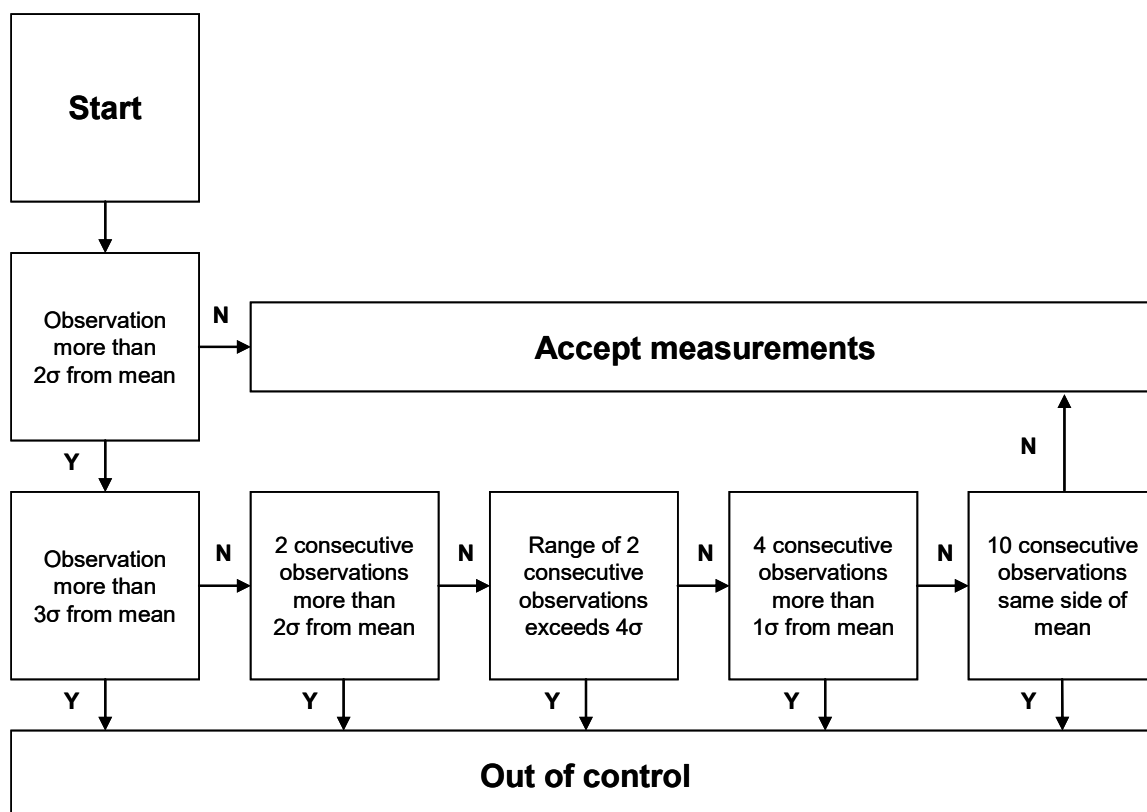 Start
Observation
more than
2σ from mean
N
Accept measurements
Y
N
Observation
more than
3σ from mean
N
2 consecutive
observations
more than
2σ from mean
N
Range of 2
consecutive
observations
exceeds 4σ
N
4 consecutive
observations
more than
1σ from mean
N
10 consecutive
observations
same side of
mean
Y
Y
Y
Y
Y
Out of control